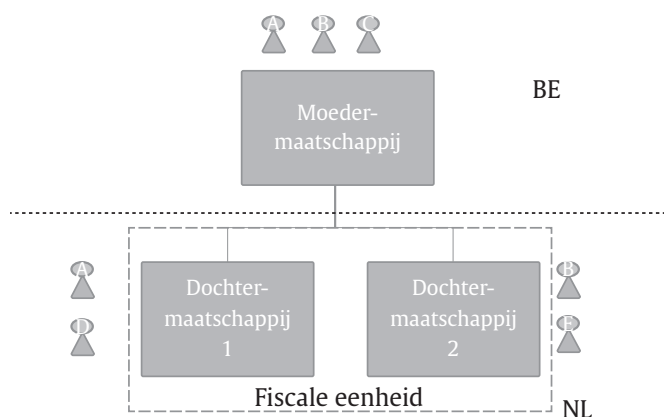 A B C
Moeder-
maatschappij
BE
A
D
Dochter-
maatschappij
1
Dochter-
maatschappij
2
B
E
Fiscale eenheid
NL